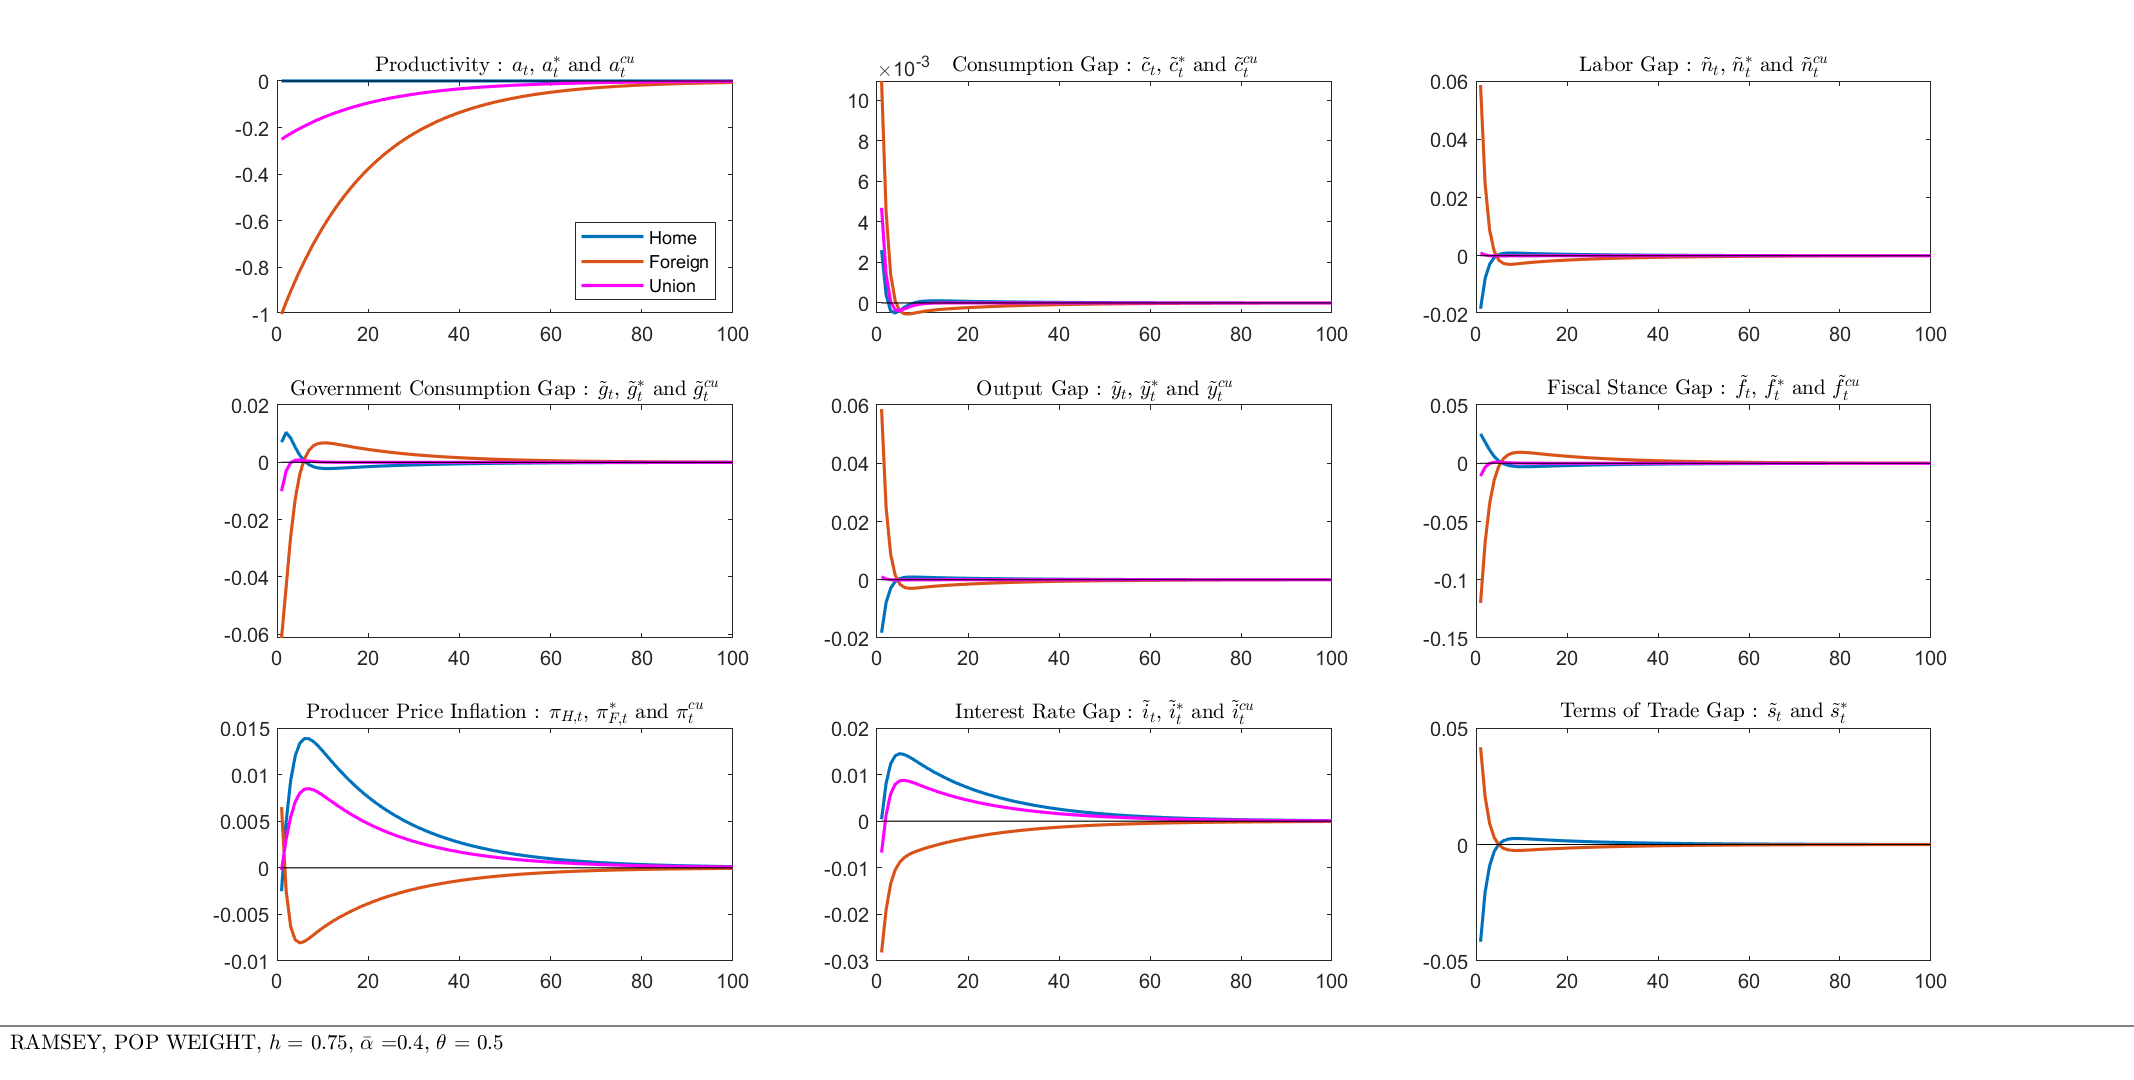 Productivity : a_t, a_t^* and a_t^{cu}
0
-0.2
-0.4
-0.6
-0.8
-1
0 20 40 60 80 100
Home
Foreign
Union
×10^{-3}
Consumption Gap : c̃_t, c̃_t^* and c̃_t^{cu}
10
8
6
4
2
0
0 20 40 60 80 100
Labor Gap : ñ_t, ñ_t^* and ñ_t^{cu}
0.06
0.04
0.02
0
-0.02
0 20 40 60 80 100
Government Consumption Gap : g̃_t, g̃_t^* and g̃_t^{cu}
0.02
0
-0.02
-0.04
-0.06
0 20 40 60 80 100
Output Gap : ỹ_t, ỹ_t^* and ỹ_t^{cu}
0.06
0.04
0.02
0
-0.02
0 20 40 60 80 100
Fiscal Stance Gap : f̃_t, f̃_t^* and f̃_t^{cu}
0.05
0
-0.05
-0.1
-0.15
0 20 40 60 80 100
Producer Price Inflation : π_{H,t}, π_{F,t}^* and π_t^{cu}
0.015
0.01
0.005
0
-0.005
-0.01
0 20 40 60 80 100
Interest Rate Gap : ĩ_t, ĩ_t^* and ĩ_t^{cu}
0.02
0.01
0
-0.01
-0.02
-0.03
0 20 40 60 80 100
Terms of Trade Gap : s̃_t and s̃_t^*
0.05
0
-0.05
0 20 40 60 80 100
RAMSEY, POP WEIGHT, h = 0.75, ᾱ =0.4, θ = 0.5